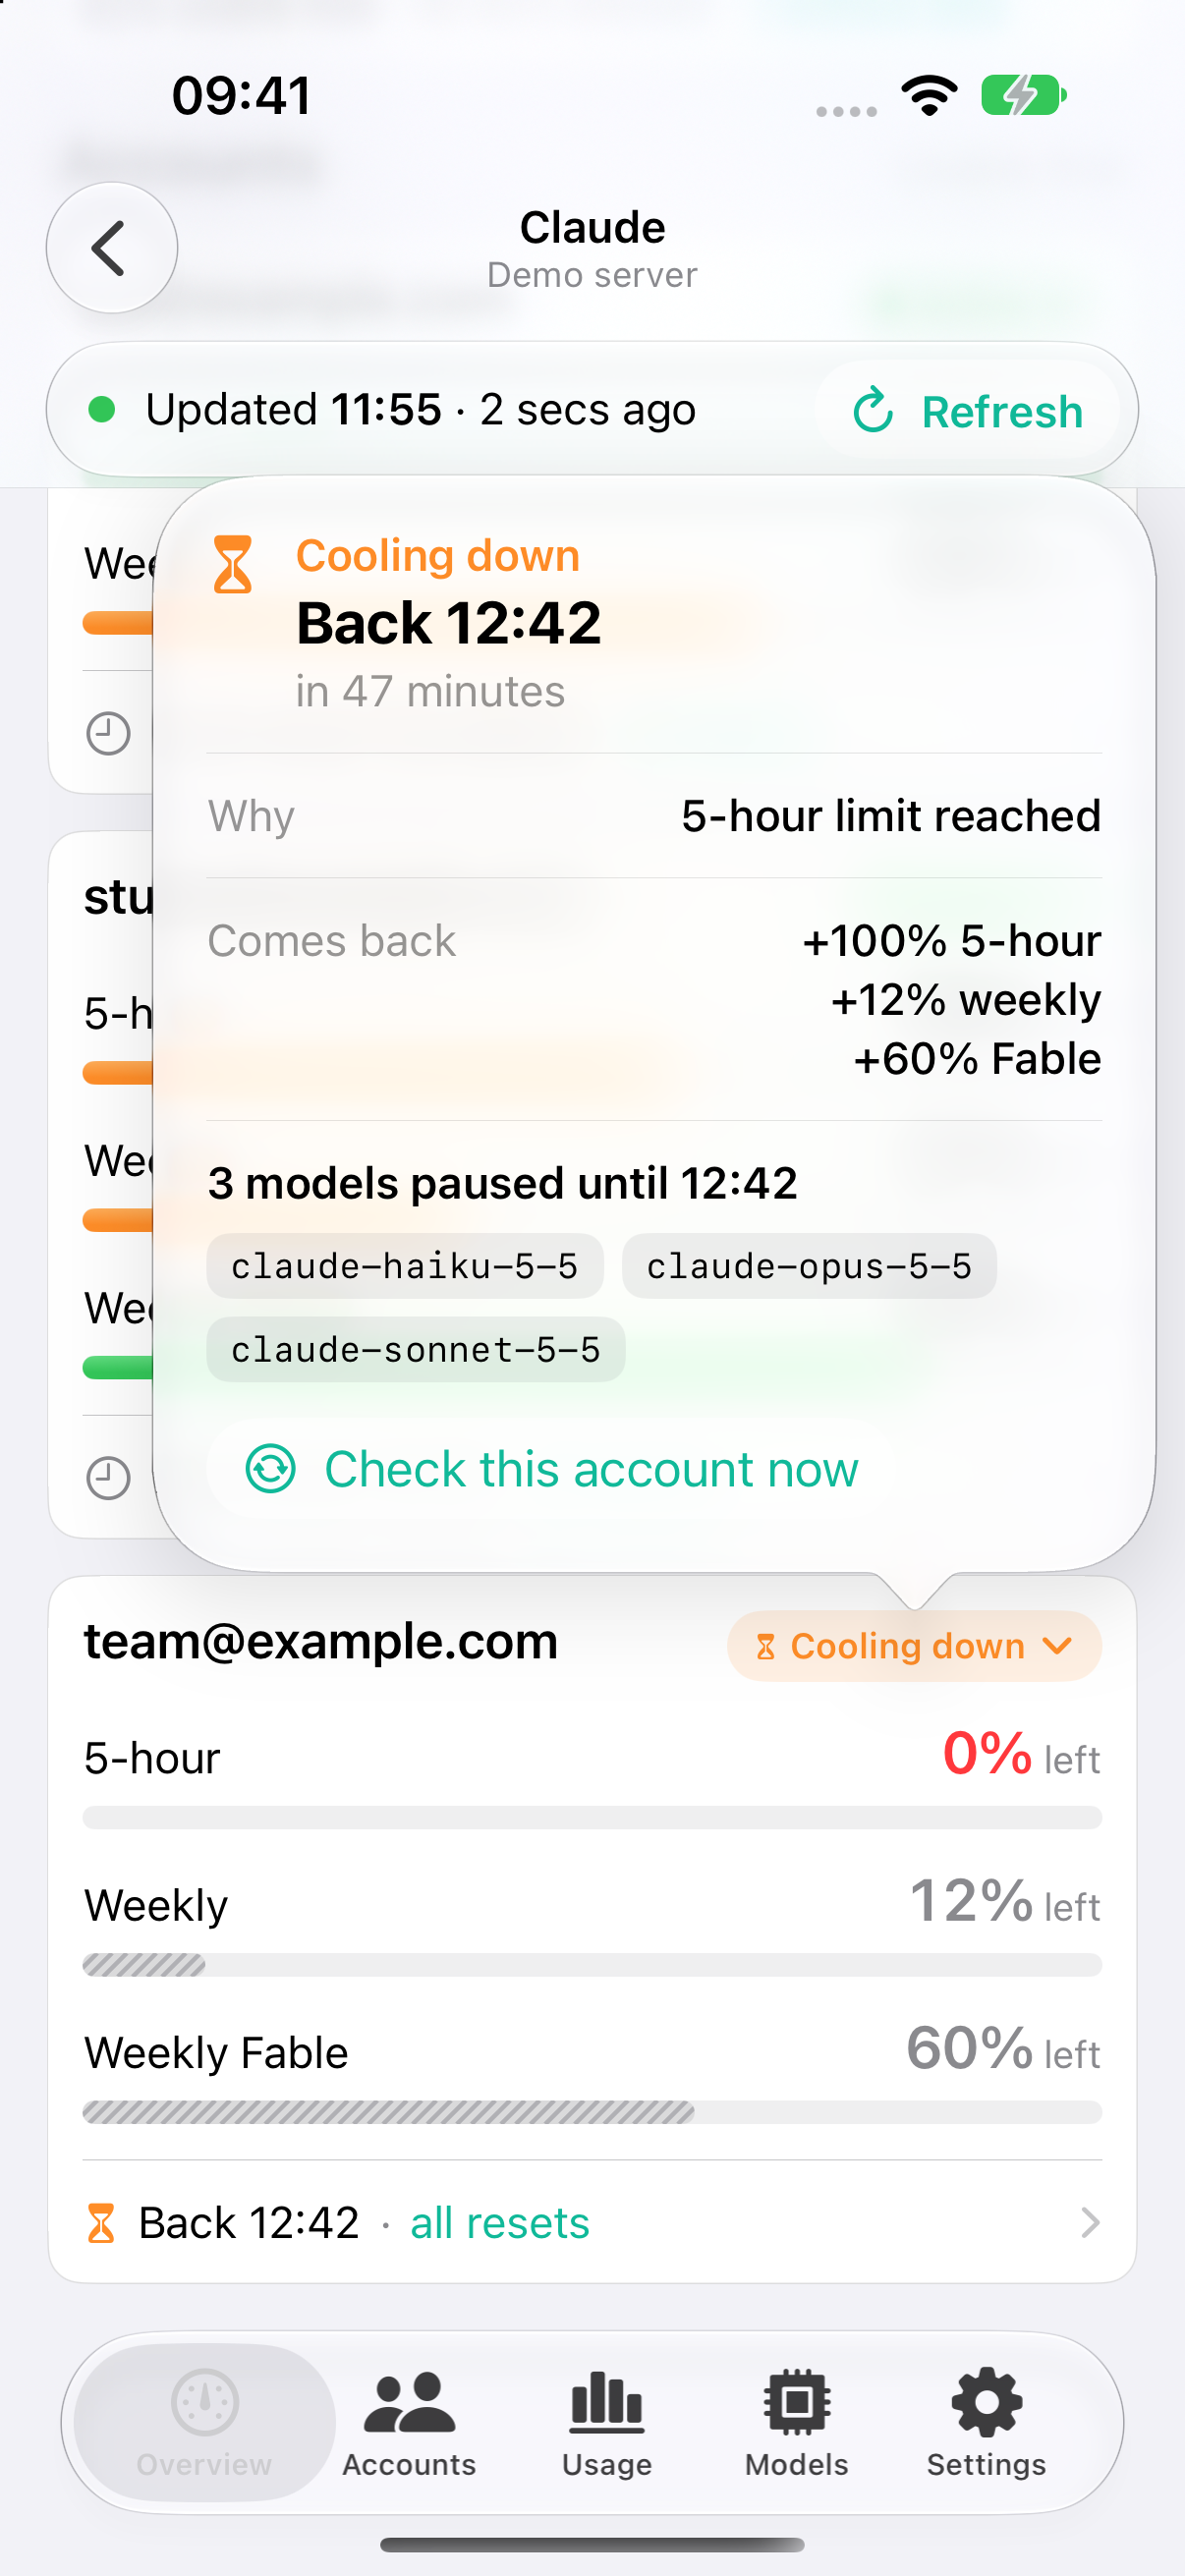 09:41
Claude
Demo server
Updated 11:55 · 2 secs ago
Refresh
Cooling down
Back 12:42
in 47 minutes
Why
5-hour limit reached
Comes back
+100% 5-hour
+12% weekly
+60% Fable
3 models paused until 12:42
claude-haiku-5-5
claude-opus-5-5
claude-sonnet-5-5
Check this account now
team@example.com
Cooling down
5-hour
0% left
Weekly
12% left
Weekly Fable
60% left
Back 12:42 · all resets
Overview
Accounts
Usage
Models
Settings